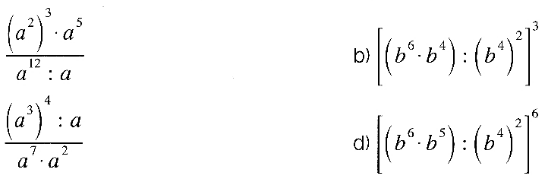 (a²)³ · a⁵ / a¹² : a
b) [(b⁶ · b⁴) : (b⁴)²]³
(a³)⁴ : a / a⁷ · a²
d) [(b⁶ · b⁵) : (b⁴)²]⁶